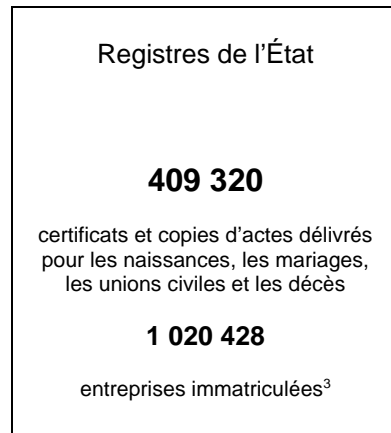 Registres de l’État
409 320
certificats et copies d’actes délivrés
pour les naissances, les mariages,
les unions civiles et les décès
1 020 428
entreprises immatriculées³